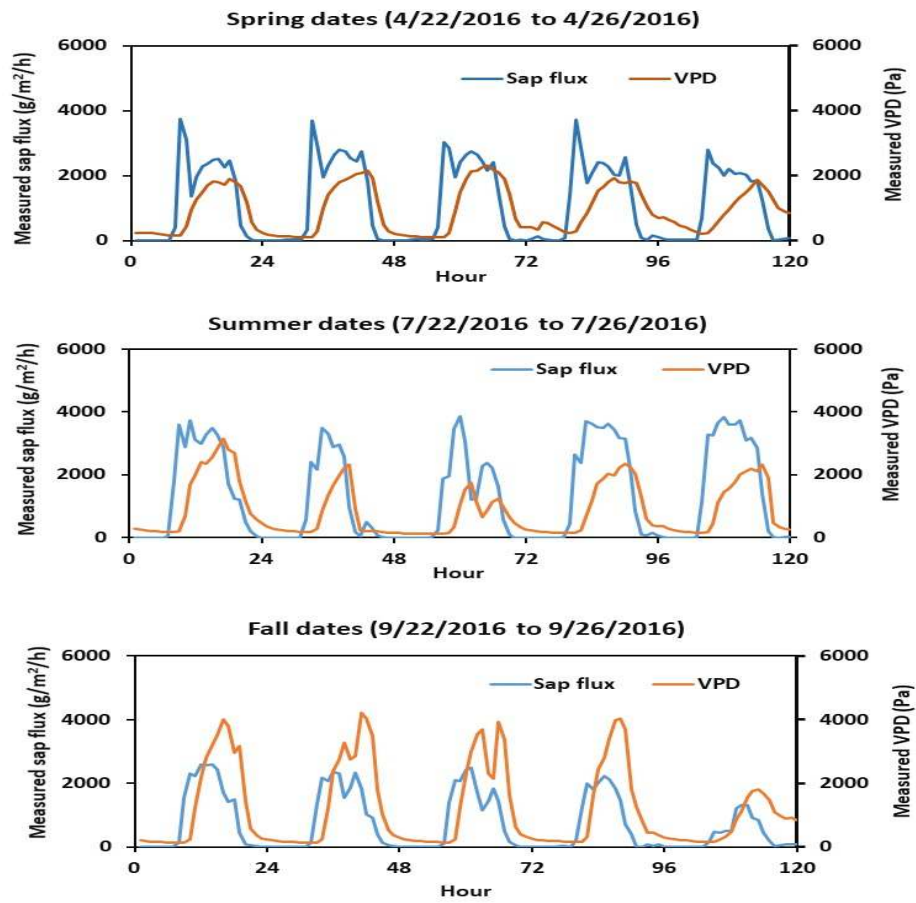 Spring dates (4/22/2016 to 4/26/2016)
Measured sap flux (g/m²/h)
6000
4000
2000
0
Sap flux
VPD
6000
4000
2000
0
Measured VPD (Pa)
0 24 48 72 96 120
Hour
Summer dates (7/22/2016 to 7/26/2016)
Measured sap flux (g/m²/h)
6000
4000
2000
0
Sap flux
VPD
6000
4000
2000
0
Measured VPD (Pa)
0 24 48 72 96 120
Hour
Fall dates (9/22/2016 to 9/26/2016)
Measured sap flux (g/m²/h)
6000
4000
2000
0
Sap flux
VPD
6000
4000
2000
0
Measured VPD (Pa)
0 24 48 72 96 120
Hour